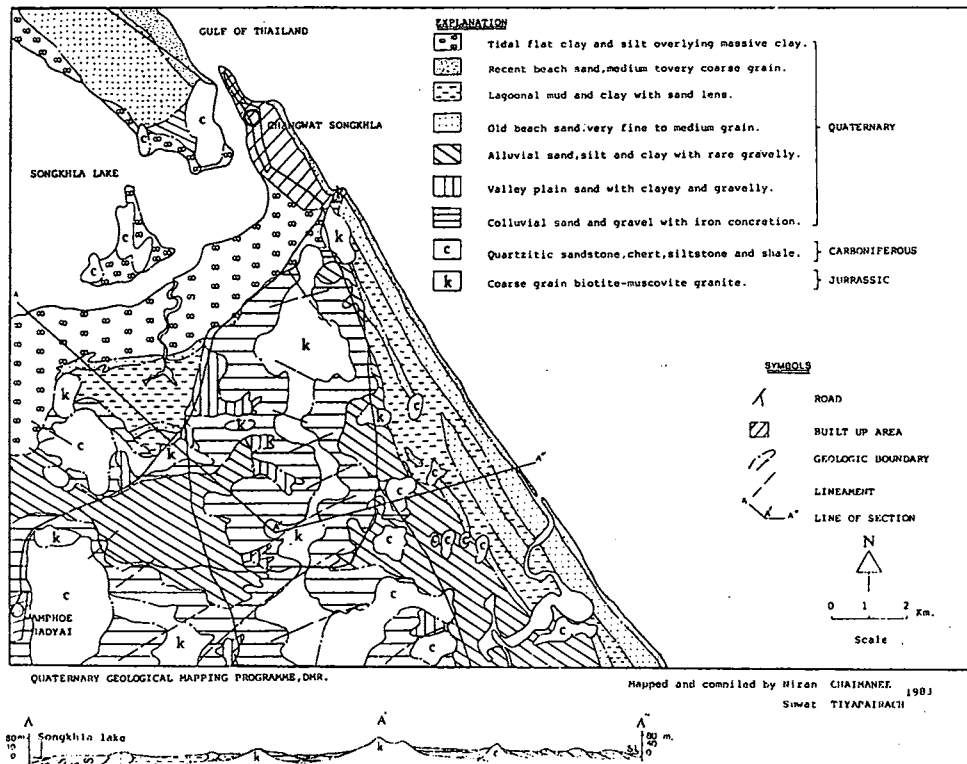 GULF OF THAILAND
CHANGWAT SONGKHLA
SONGKHLA LAKE
AMPHOE
HADYAI
EXPLANATION
Tidal flat clay and silt overlying massive clay.
Recent beach sand,medium tovery coarse grain.
Lagoonal mud and clay with sand lens.
Old beach sand,very fine to medium grain.
Alluvial sand,silt and clay with rare gravelly.
Valley plain sand with clayey and gravelly.
Colluvial sand and gravel with iron concretion.
QUATERNARY
c Quartzitic sandstone,chert,siltstone and shale. CARBONIFEROUS
k Coarse grain biotite-muscovite granite. JURRASSIC
SYMBOLS
ROAD
BUILT UP AREA
GEOLOGIC BOUNDARY
LINEAMENT
A A' A" LINE OF SECTION
N
0 1 2 Km.
Scale
QUATERNARY GEOLOGICAL MAPPING PROGRAMME,DMR.
Mapped and compiled by Niran CHAIMANEE 1983
Sinwat TIYAPAIRACH
A A' A"
80m Songkhla lake
k k c
80 m.
40
0
SL